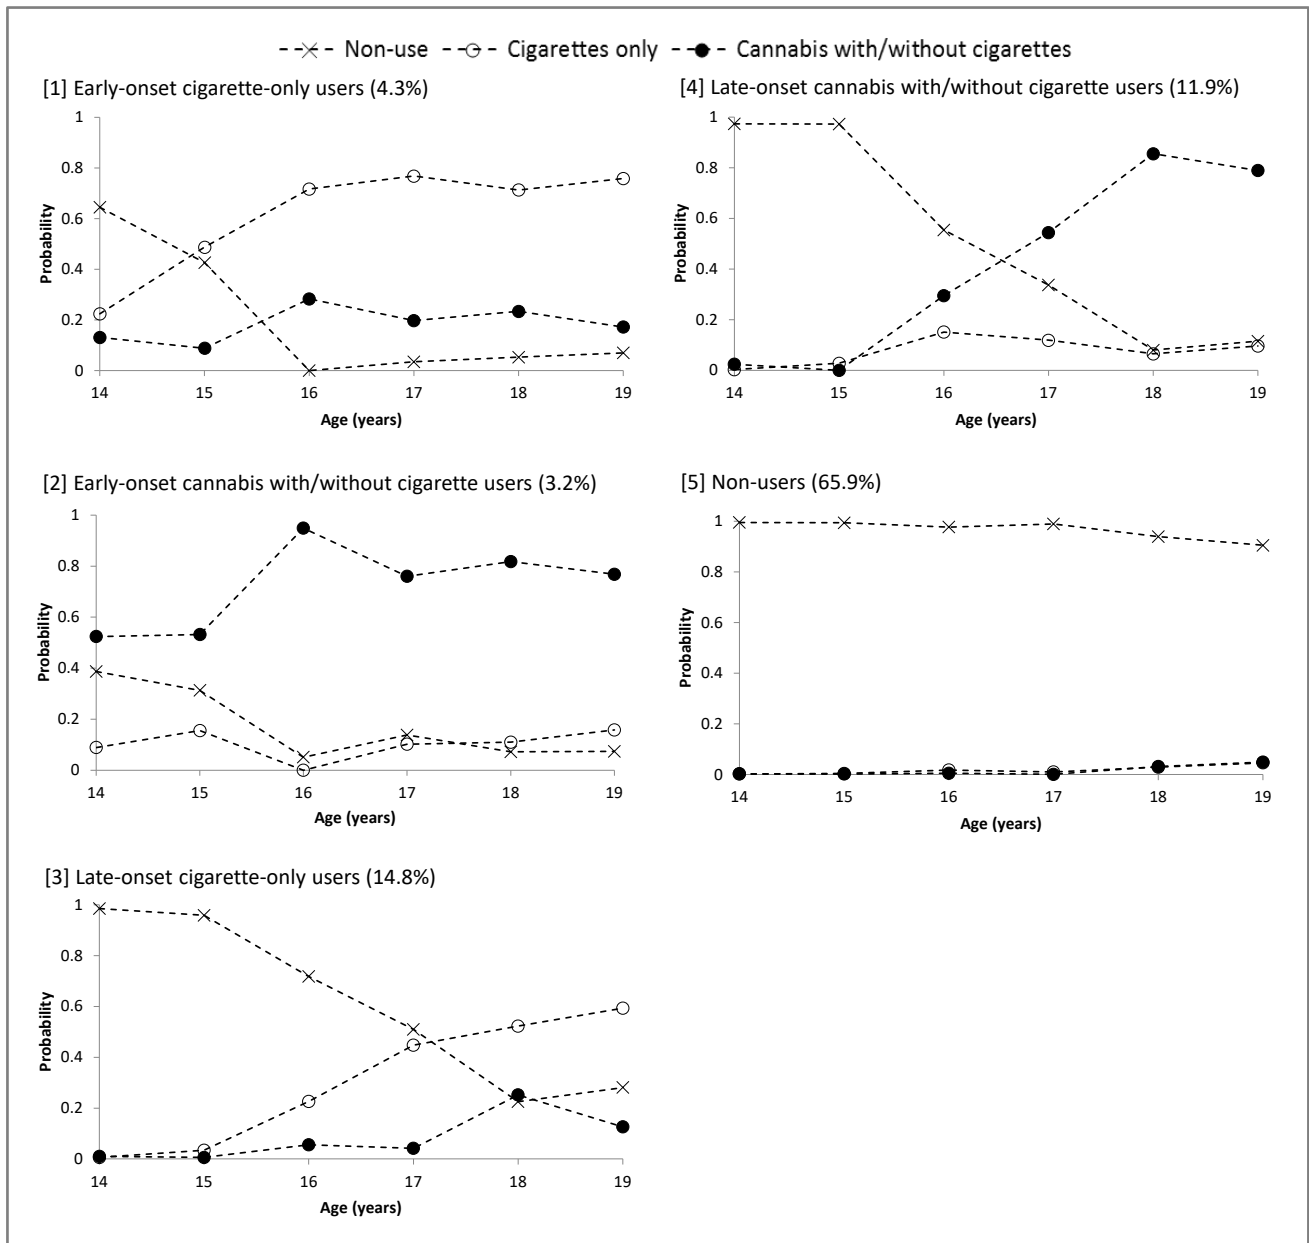 Non-use Cigarettes only Cannabis with/without cigarettes
[1] Early-onset cigarette-only users (4.3%)
1
0.8
0.6
0.4
0.2
0
Probability
14 15 16 17 18 19
Age (years)
[2] Early-onset cannabis with/without cigarette users (3.2%)
1
0.8
0.6
0.4
0.2
0
Probability
14 15 16 17 18 19
Age (years)
[3] Late-onset cigarette-only users (14.8%)
1
0.8
0.6
0.4
0.2
0
Probability
14 15 16 17 18 19
Age (years)
[4] Late-onset cannabis with/without cigarette users (11.9%)
1
0.8
0.6
0.4
0.2
0
Probability
14 15 16 17 18 19
Age (years)
[5] Non-users (65.9%)
1
0.8
0.6
0.4
0.2
0
Probability
14 15 16 17 18 19
Age (years)